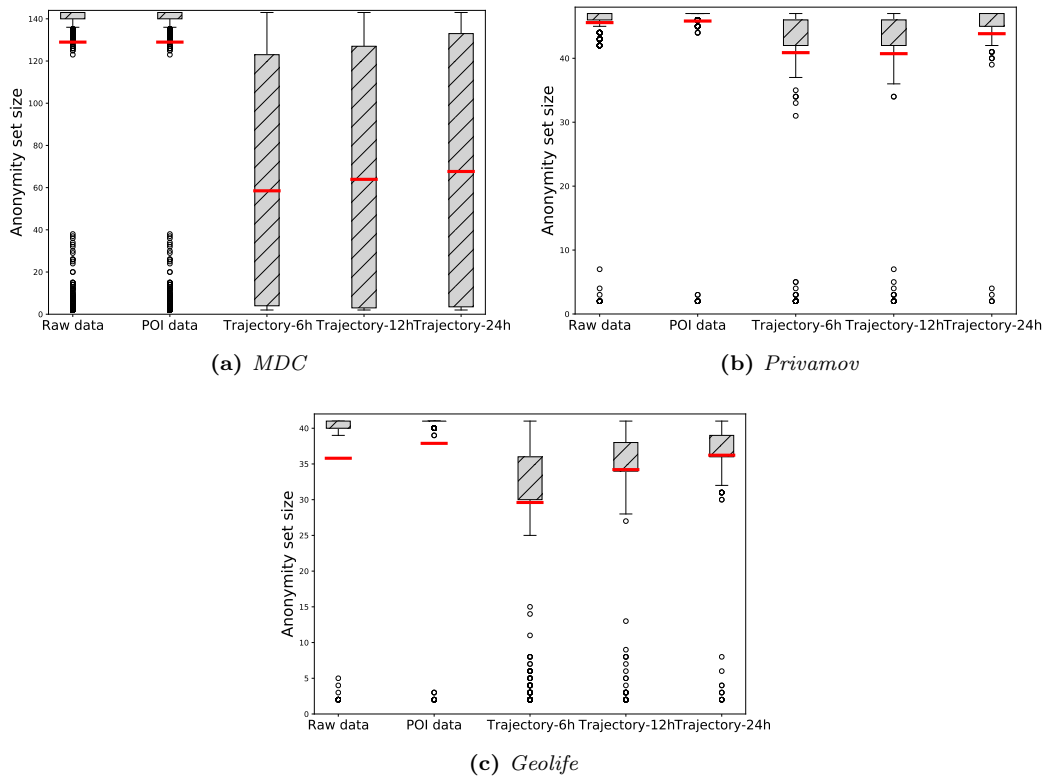 140
120
100
80
60
40
20
0
Anonymity set size
Raw data POI data Trajectory-6h Trajectory-12h Trajectory-24h
(a) MDC
40
30
20
10
0
Anonymity set size
Raw data POI data Trajectory-6h Trajectory-12h Trajectory-24h
(b) Privamov
40
35
30
25
20
15
10
5
0
Anonymity set size
Raw data POI data Trajectory-6h Trajectory-12h Trajectory-24h
(c) Geolife